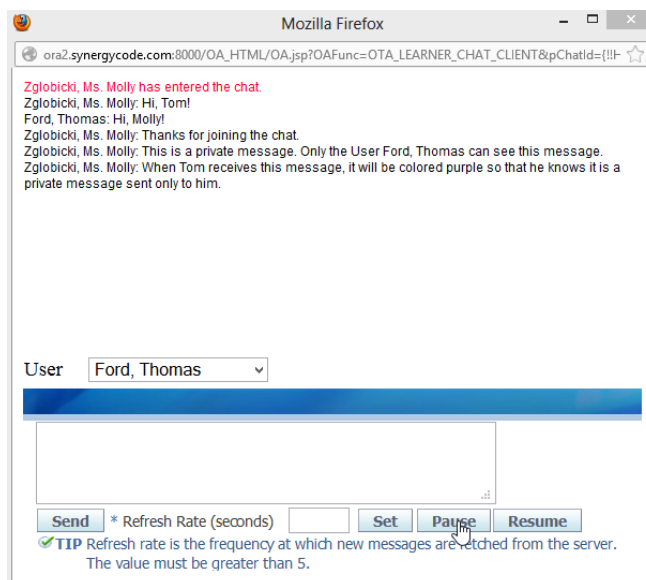 Mozilla Firefox
ora2.synergycode.com:8000/OA_HTML/OA.jsp?OAFunc=OTA_LEARNER_CHAT_CLIENT&pChatId={!!H
Zglobicki, Ms. Molly has entered the chat.
Zglobicki, Ms. Molly: Hi, Tom!
Ford, Thomas: Hi, Molly!
Zglobicki, Ms. Molly: Thanks for joining the chat.
Zglobicki, Ms. Molly: This is a private message. Only the User Ford, Thomas can see this message.
Zglobicki, Ms. Molly: When Tom receives this message, it will be colored purple so that he knows it is a
private message sent only to him.
User Ford, Thomas
Send * Refresh Rate (seconds) Set Pause Resume
TIP Refresh rate is the frequency at which new messages are fetched from the server.
The value must be greater than 5.